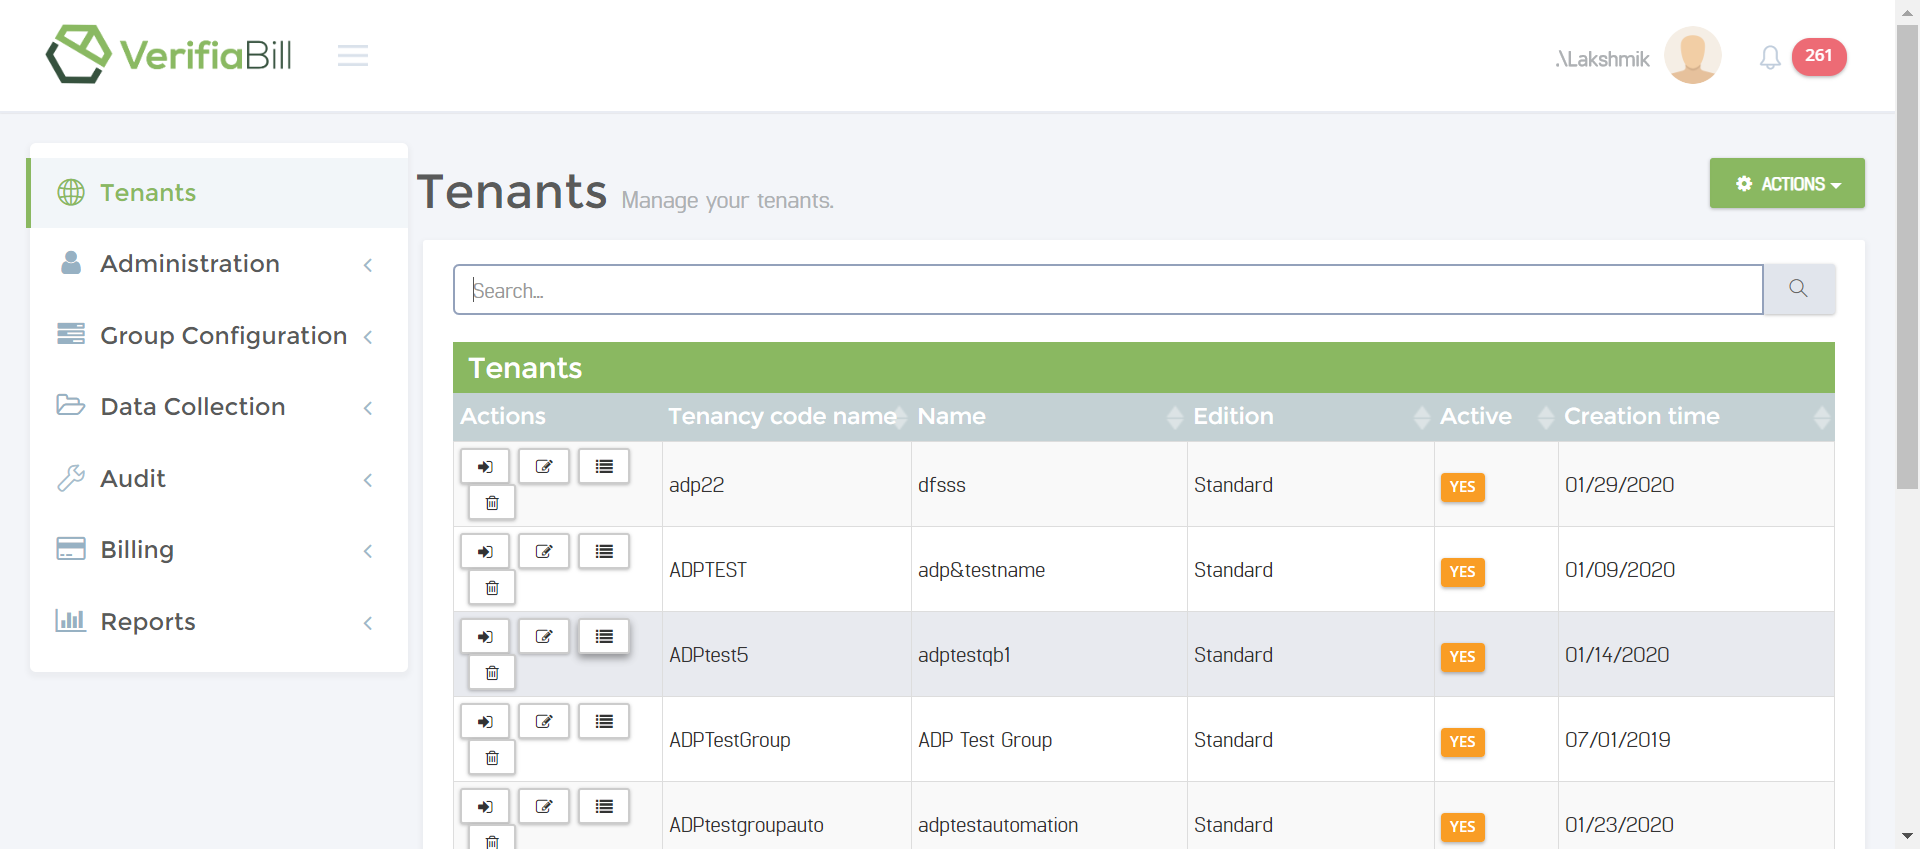 VerifiaBill
.\Lakshmik
261
Tenants
Administration
Group Configuration
Data Collection
Audit
Billing
Reports
Tenants Manage your tenants.
ACTIONS
Search...
Tenants
Actions Tenancy code name Name Edition Active Creation time
adp22 dfsss Standard YES 01/29/2020
ADPTEST adp&testname Standard YES 01/09/2020
ADPtest5 adptestqb1 Standard YES 01/14/2020
ADPTestGroup ADP Test Group Standard YES 07/01/2019
ADPtestgroupauto adptestautomation Standard YES 01/23/2020